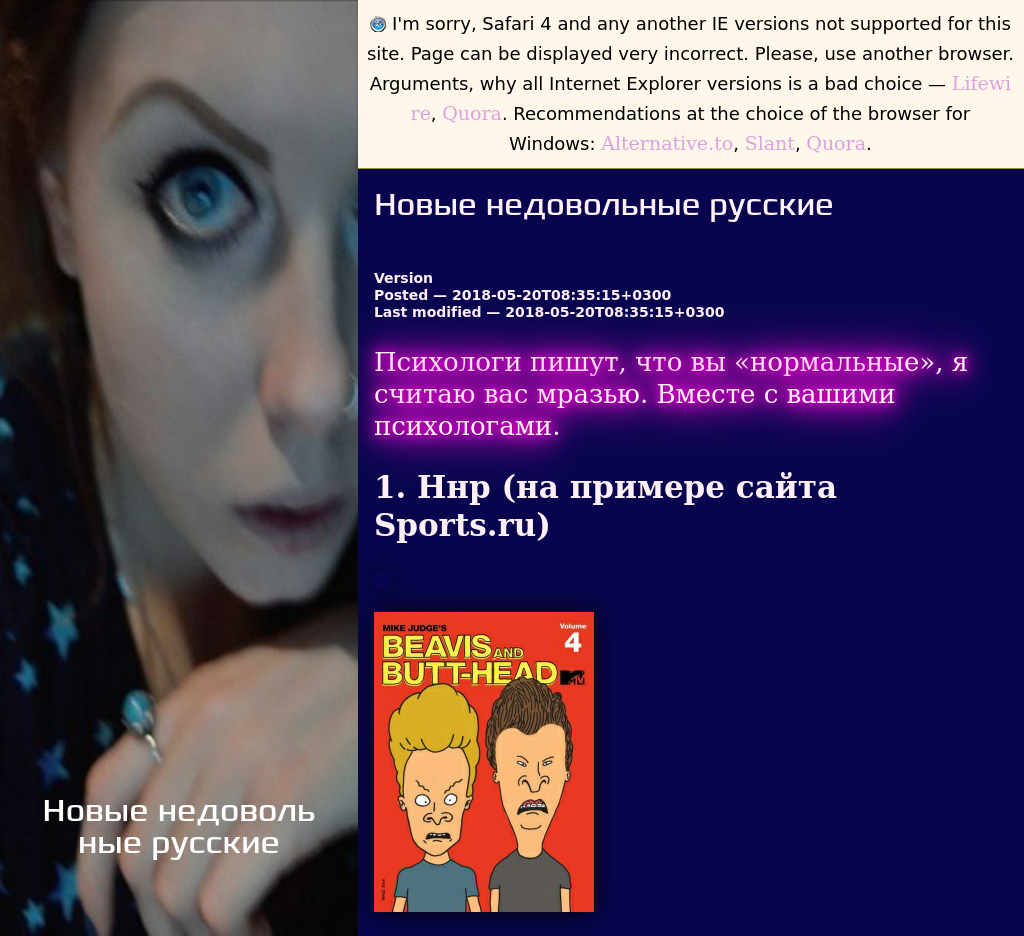 I'm sorry, Safari 4 and any another IE versions not supported for this
site. Page can be displayed very incorrect. Please, use another browser.
Arguments, why all Internet Explorer versions is a bad choice — Lifewi
re, Quora. Recommendations at the choice of the browser for
Windows: Alternative.to, Slant, Quora.
Новые недовольные русские
Version
Posted — 2018-05-20T08:35:15+0300
Last modified — 2018-05-20T08:35:15+0300
Психологи пишут, что вы «нормальные», я
считаю вас мразью. Вместе с вашими
психологами.
1. Ннр (на примере сайта
Sports.ru)
MIKE JUDGE'S
BEAVIS AND
BUTT-HEAD
Volume
4
MTV
Новые недоволь
ные русские